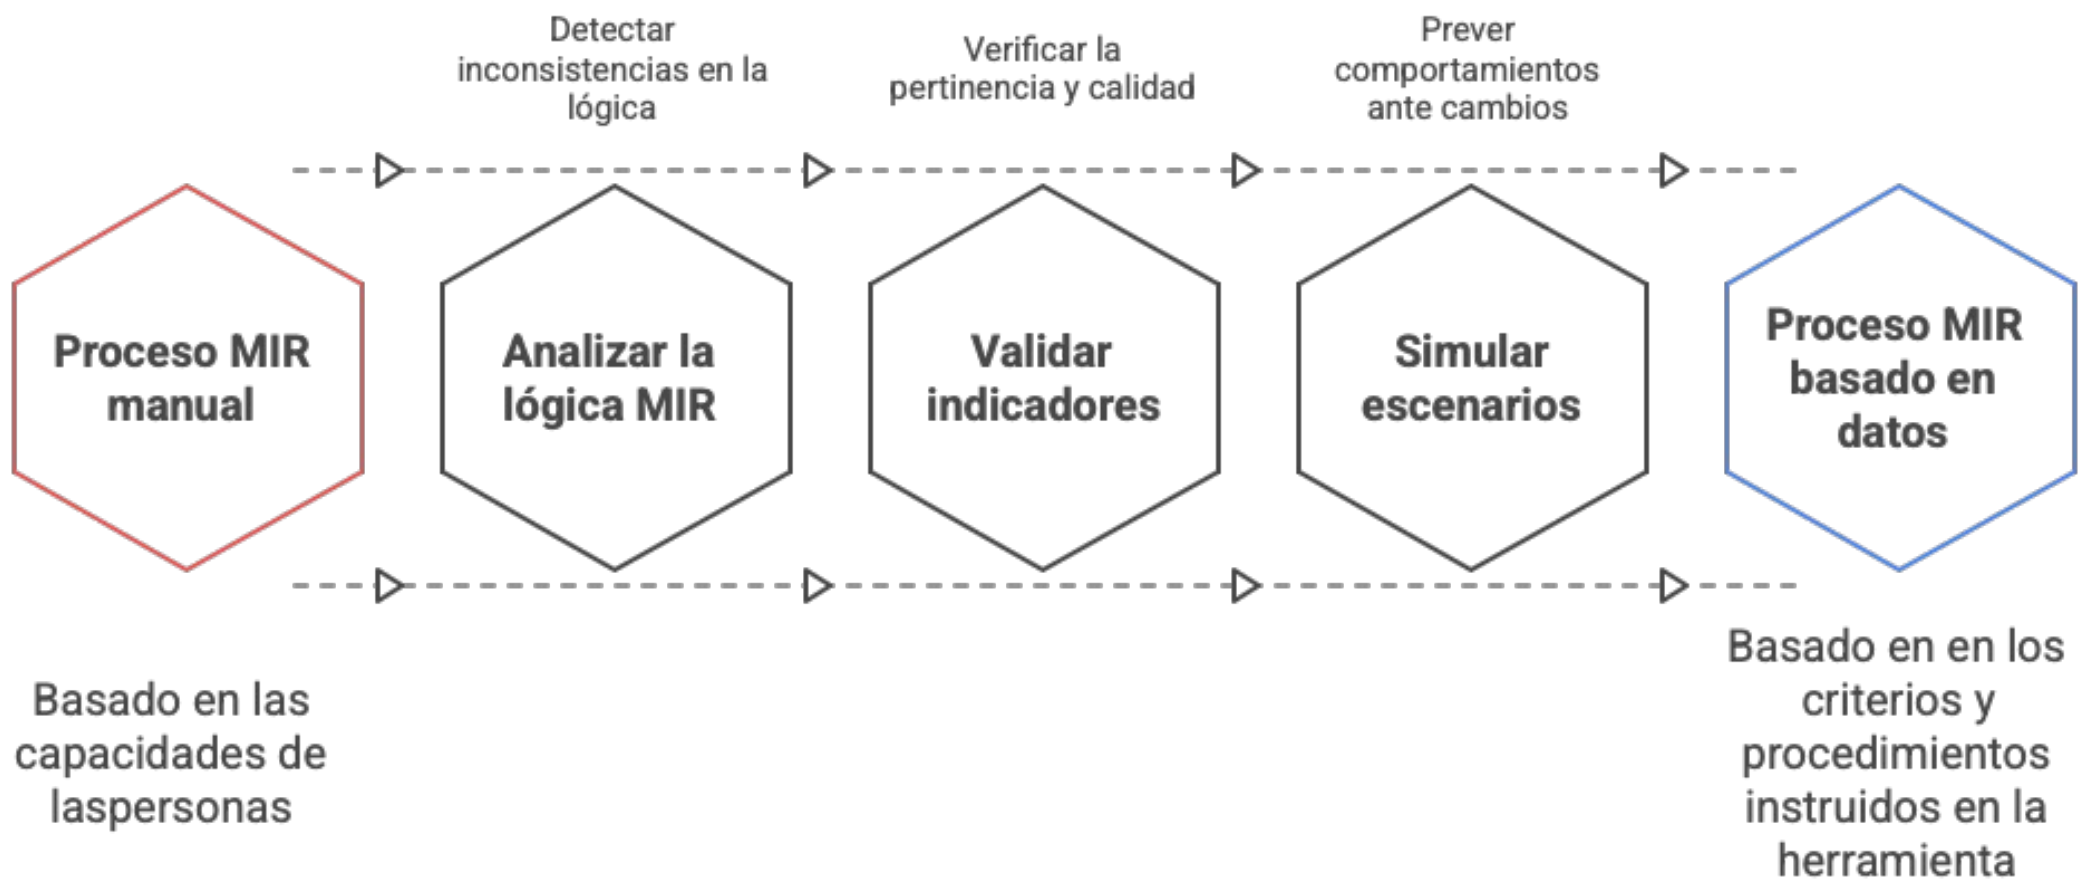 Detectar
inconsistencias en la
lógica
Verificar la
pertinencia y calidad
Prever
comportamientos
ante cambios
Proceso MIR
manual
Analizar la
lógica MIR
Validar
indicadores
Simular
escenarios
Proceso MIR
basado en
datos
Basado en las
capacidades de
laspersonas
Basado en en los
criterios y
procedimientos
instruidos en la
herramienta